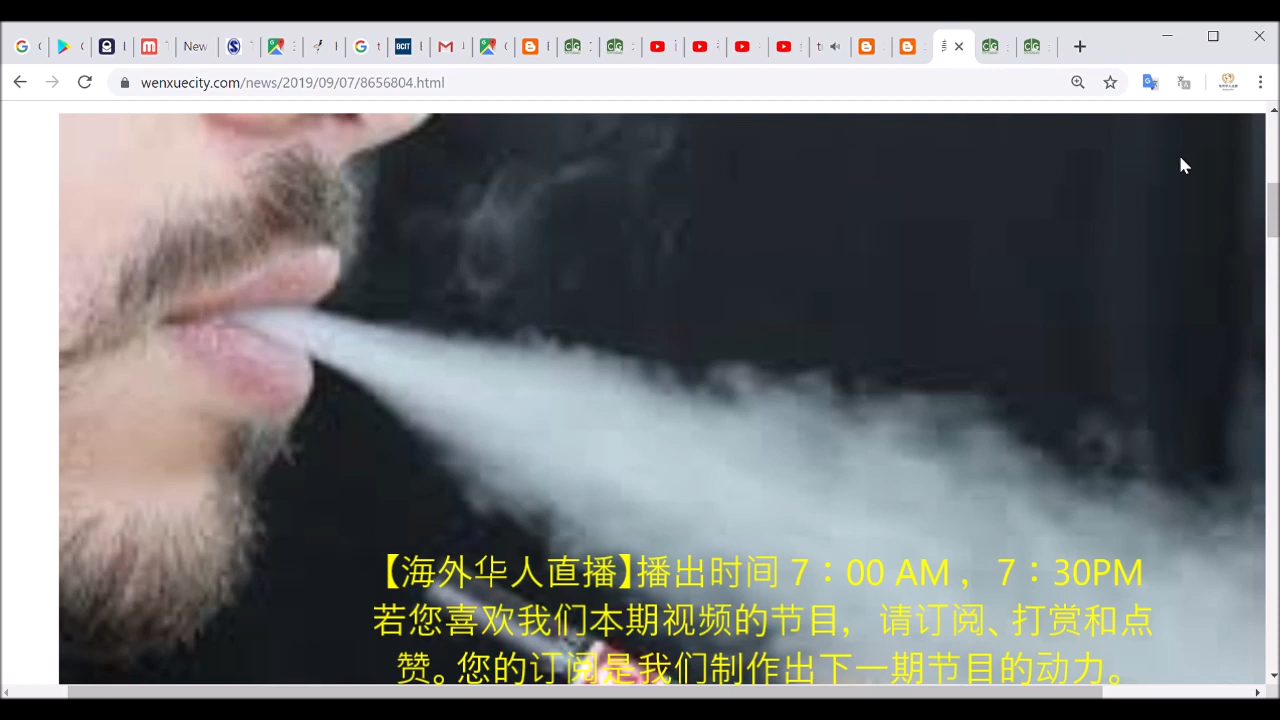 New
BCIT
wenxuecity.com/news/2019/09/07/8656804.html
【海外华人直播】播出时间 7：00 AM ，7：30PM
若您喜欢我们本期视频的节目，请订阅、打赏和点
赞。您的订阅是我们制作出下一期节目的动力。